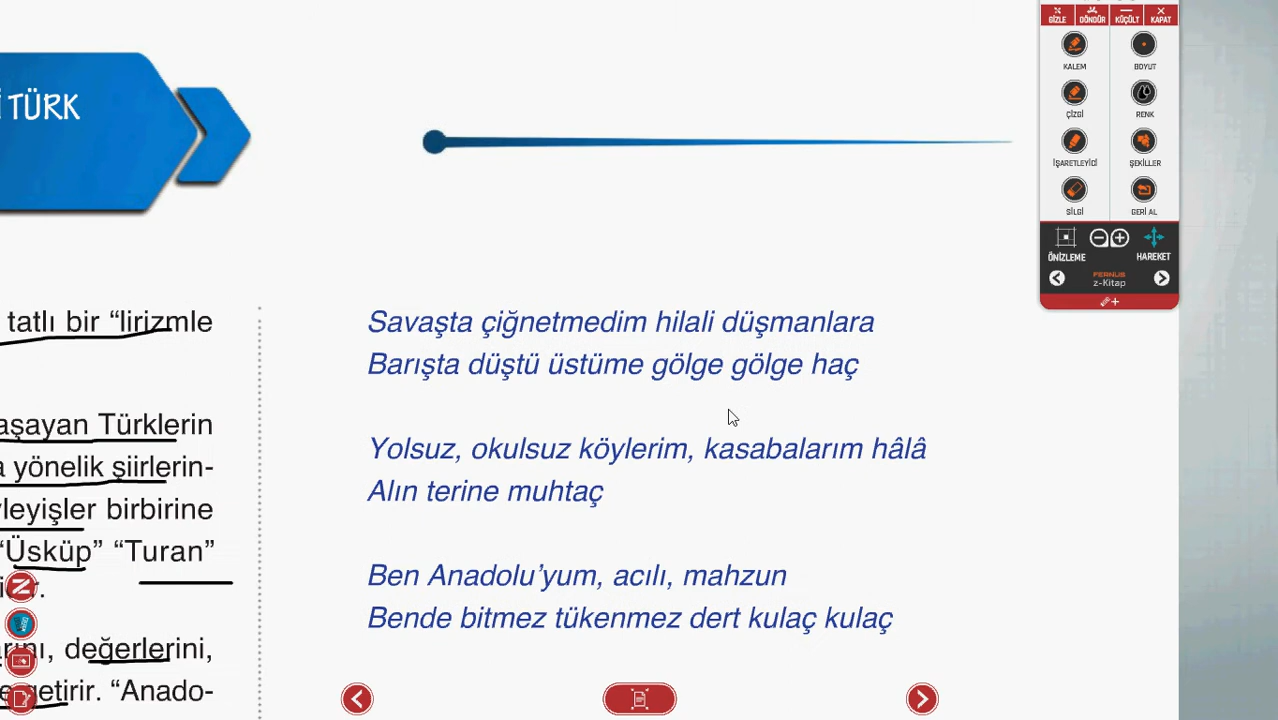 TÜRK
tatlı bir “lirizmle
aşayan Türklerin
a yönelik şiirlerin-
yleyişler birbirine
“Üsküp” “Turan”
değerlerini,
getirir. “Anado-
Savaşta çiğnetmedim hilali düşmanlara
Barışta düştü üstüme gölge gölge haç
Yolsuz, okulsuz köylerim, kasabalarım hâlâ
Alın terine muhtaç
Ben Anadolu’yum, acılı, mahzun
Bende bitmez tükenmez dert kulaç kulaç
GİZLE DÖNDÜR KÜÇÜLT KAPAT
KALEM BOYUT
ÇİZGİ RENK
İŞARETLEYİCİ ŞEKİLLER
SİLGİ GERİ AL
ÖNİZLEME HAREKET
FERNUS
z-Kitap